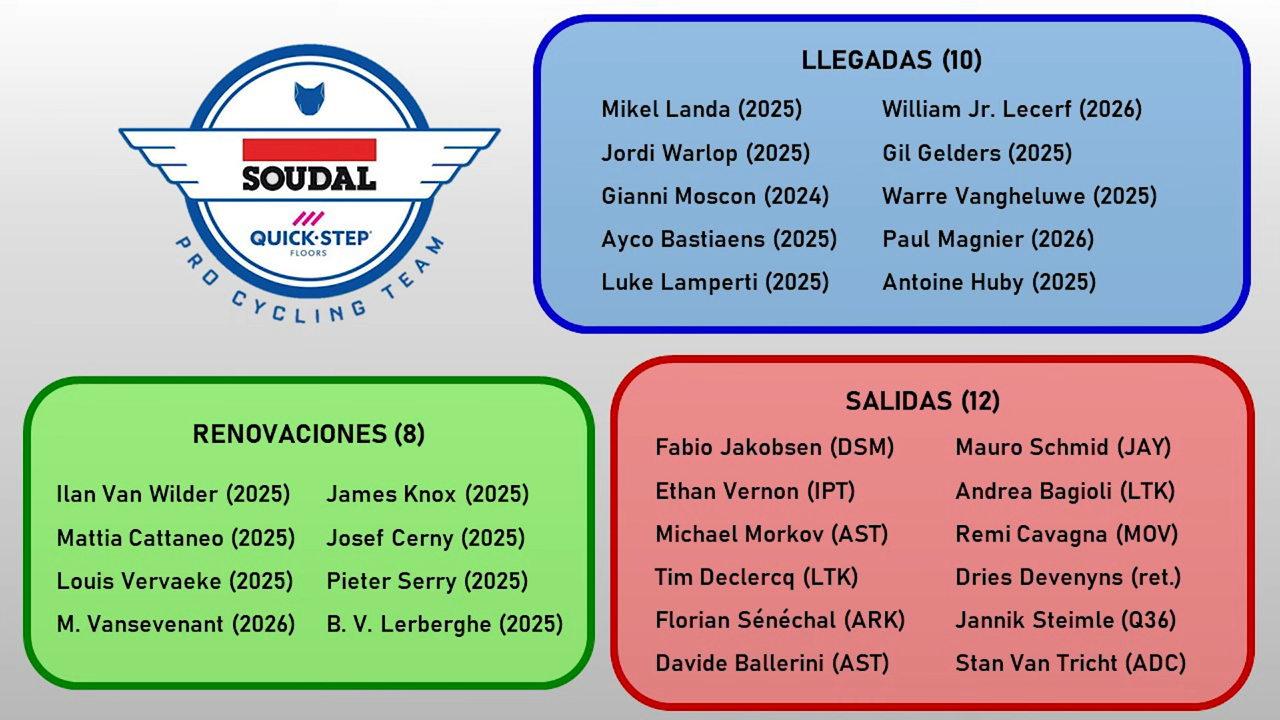 SOUDAL
QUICK·STEP
FLOORS
PRO CYCLING TEAM
LLEGADAS (10)
Mikel Landa (2025)
Jordi Warlop (2025)
Gianni Moscon (2024)
Ayco Bastiaens (2025)
Luke Lamperti (2025)
William Jr. Lecerf (2026)
Gil Gelders (2025)
Warre Vangheluwe (2025)
Paul Magnier (2026)
Antoine Huby (2025)
RENOVACIONES (8)
Ilan Van Wilder (2025)
Mattia Cattaneo (2025)
Louis Vervaeke (2025)
M. Vansevenant (2026)
James Knox (2025)
Josef Cerny (2025)
Pieter Serry (2025)
B. V. Lerberghe (2025)
SALIDAS (12)
Fabio Jakobsen (DSM)
Ethan Vernon (IPT)
Michael Morkov (AST)
Tim Declercq (LTK)
Florian Sénéchal (ARK)
Davide Ballerini (AST)
Mauro Schmid (JAY)
Andrea Bagioli (LTK)
Remi Cavagna (MOV)
Dries Devenyns (ret.)
Jannik Steimle (Q36)
Stan Van Tricht (ADC)